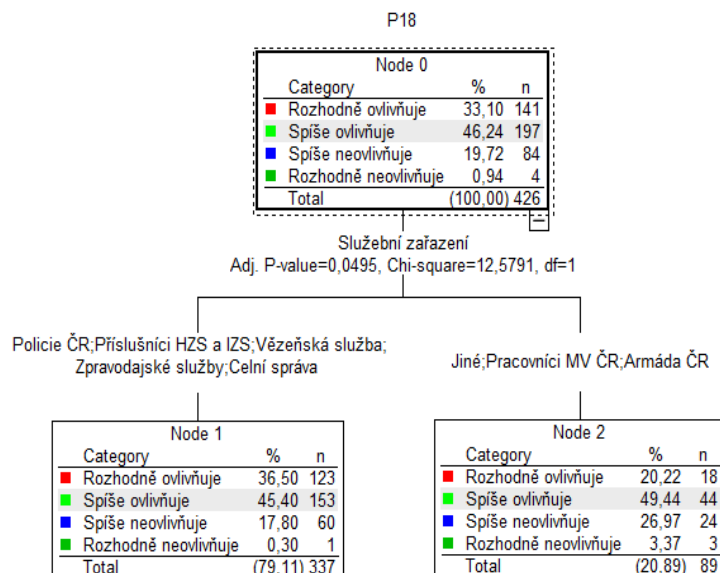 P18
Node 0
Category % n
Rozhodně ovlivňuje 33,10 141
Spíše ovlivňuje 46,24 197
Spíše neovlivňuje 19,72 84
Rozhodně neovlivňuje 0,94 4
Total (100,00) 426
Služební zařazení
Adj. P-value=0,0495, Chi-square=12,5791, df=1
Policie ČR;Příslušníci HZS a IZS;Vězeňská služba;
Zpravodajské služby;Celní správa
Jiné;Pracovníci MV ČR;Armáda ČR
Node 1
Category % n
Rozhodně ovlivňuje 36,50 123
Spíše ovlivňuje 45,40 153
Spíše neovlivňuje 17,80 60
Rozhodně neovlivňuje 0,30 1
Total (79,11) 337
Node 2
Category % n
Rozhodně ovlivňuje 20,22 18
Spíše ovlivňuje 49,44 44
Spíše neovlivňuje 26,97 24
Rozhodně neovlivňuje 3,37 3
Total (20,89) 89